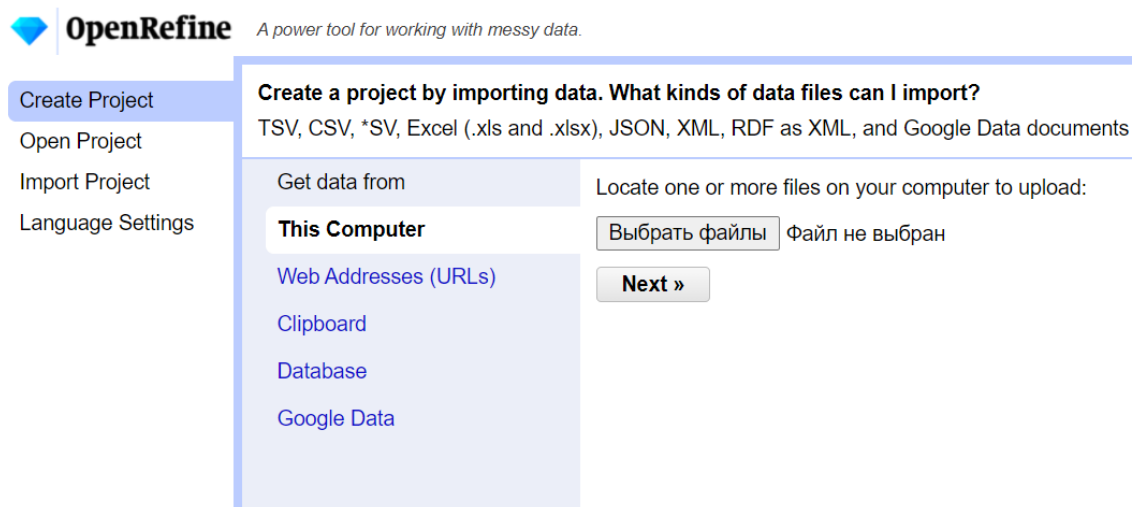 OpenRefine A power tool for working with messy data.
Create Project
Open Project
Import Project
Language Settings
Create a project by importing data. What kinds of data files can I import?
TSV, CSV, *SV, Excel (.xls and .xlsx), JSON, XML, RDF as XML, and Google Data documents
Get data from
This Computer
Web Addresses (URLs)
Clipboard
Database
Google Data
Locate one or more files on your computer to upload:
Выбрать файлы Файл не выбран
Next »